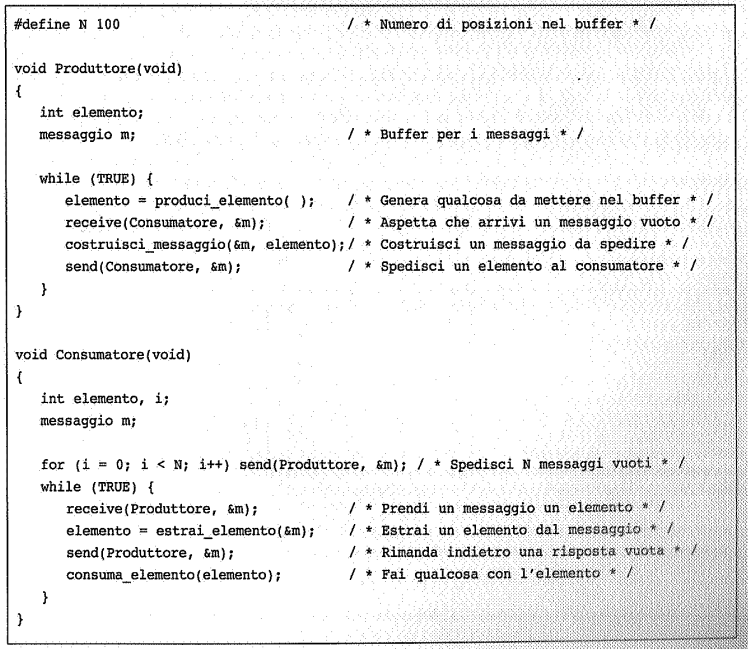 #define N 100 / * Numero di posizioni nel buffer * /
void Produttore(void)
{
int elemento;
messaggio m; / * Buffer per i messaggi * /
while (TRUE) {
elemento = produci_elemento( ); / * Genera qualcosa da mettere nel buffer * /
receive(Consumatore, &m); / * Aspetta che arrivi un messaggio vuoto * /
costruisci_messaggio(&m, elemento); / * Costruisci un messaggio da spedire * /
send(Consumatore, &m); / * Spedisci un elemento al consumatore * /
}
}
void Consumatore(void)
{
int elemento, i;
messaggio m;
for (i = 0; i < N; i++) send(Produttore, &m); / * Spedisci N messaggi vuoti * /
while (TRUE) {
receive(Produttore, &m); / * Prendi un messaggio un elemento * /
elemento = estrai_elemento(&m); / * Estrai un elemento dal messaggio * /
send(Produttore, &m); / * Rimanda indietro una risposta vuota * /
consuma_elemento(elemento); / * Fai qualcosa con l'elemento * /
}
}